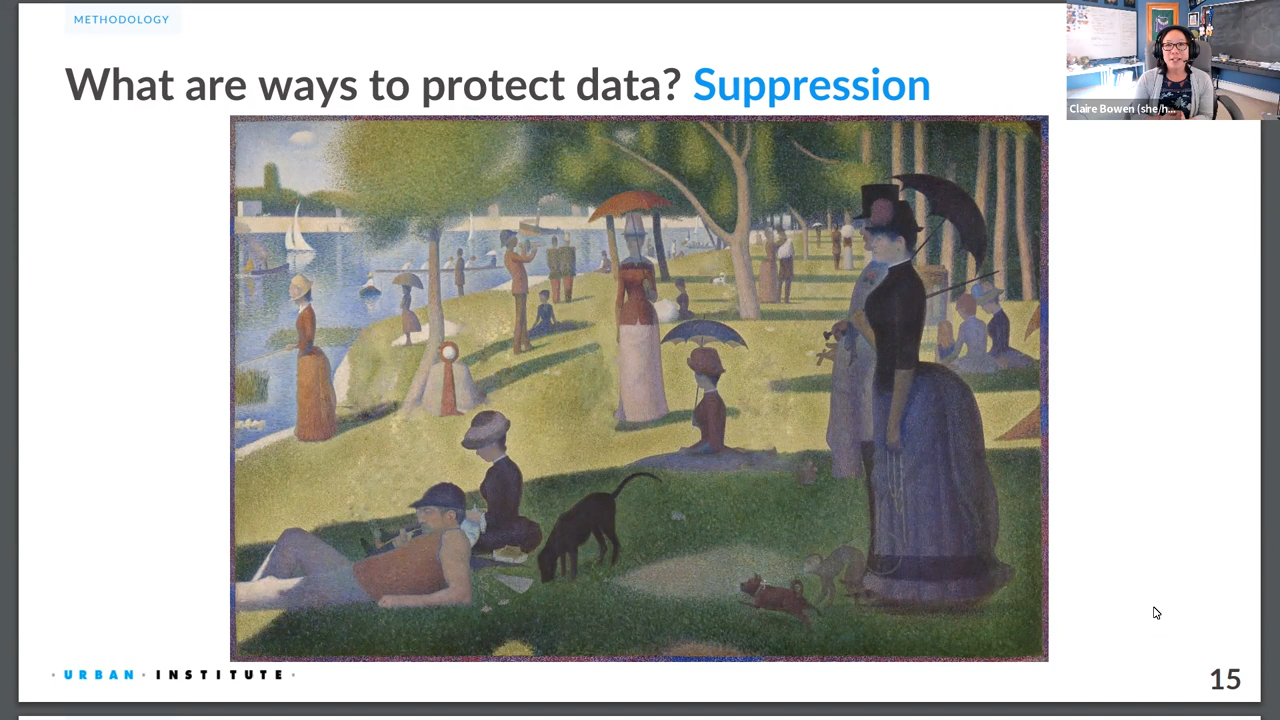 METHODOLOGY
What are ways to protect data? Suppression
Claire Bowen (she/h...
· URBAN · INSTITUTE ·
15